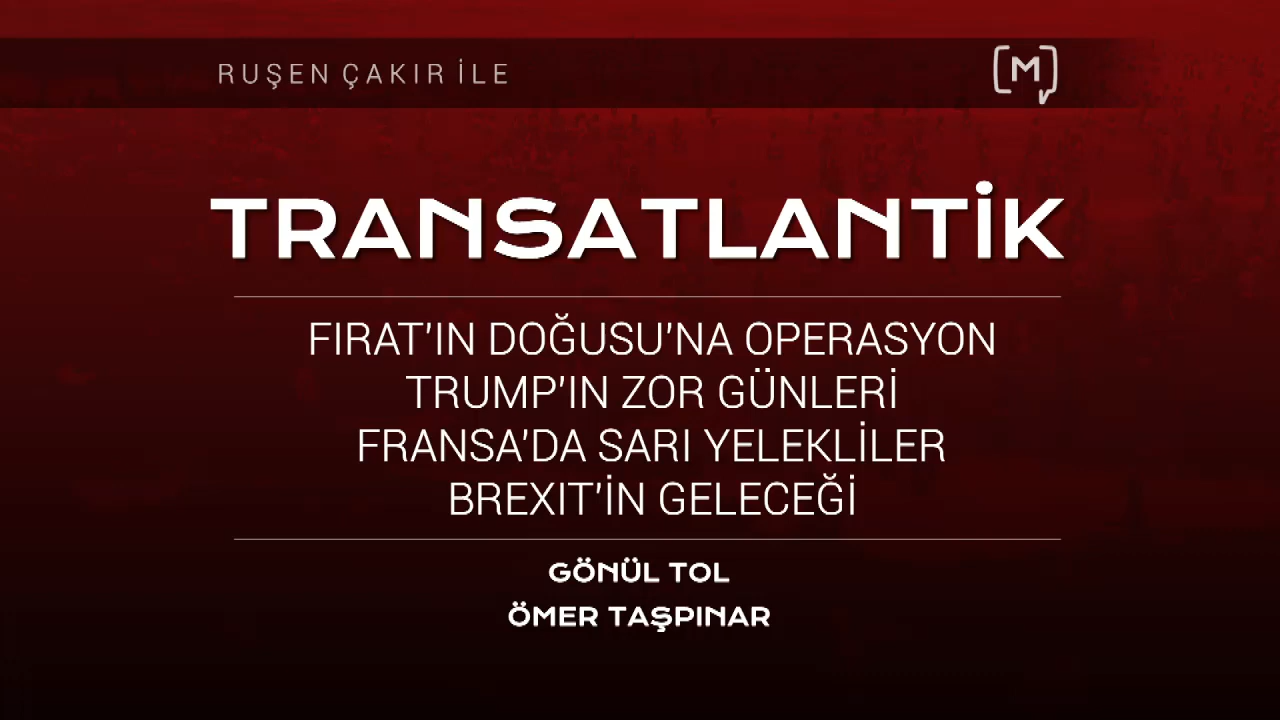 RUŞEN ÇAKIR İLE
[M]
TRANSATLANTİK
FIRAT'IN DOĞUSU'NA OPERASYON
TRUMP'IN ZOR GÜNLERİ
FRANSA'DA SARI YELEKLİLER
BREXIT'İN GELECEĞİ
GÖNÜL TOL
ÖMER TAŞPINAR